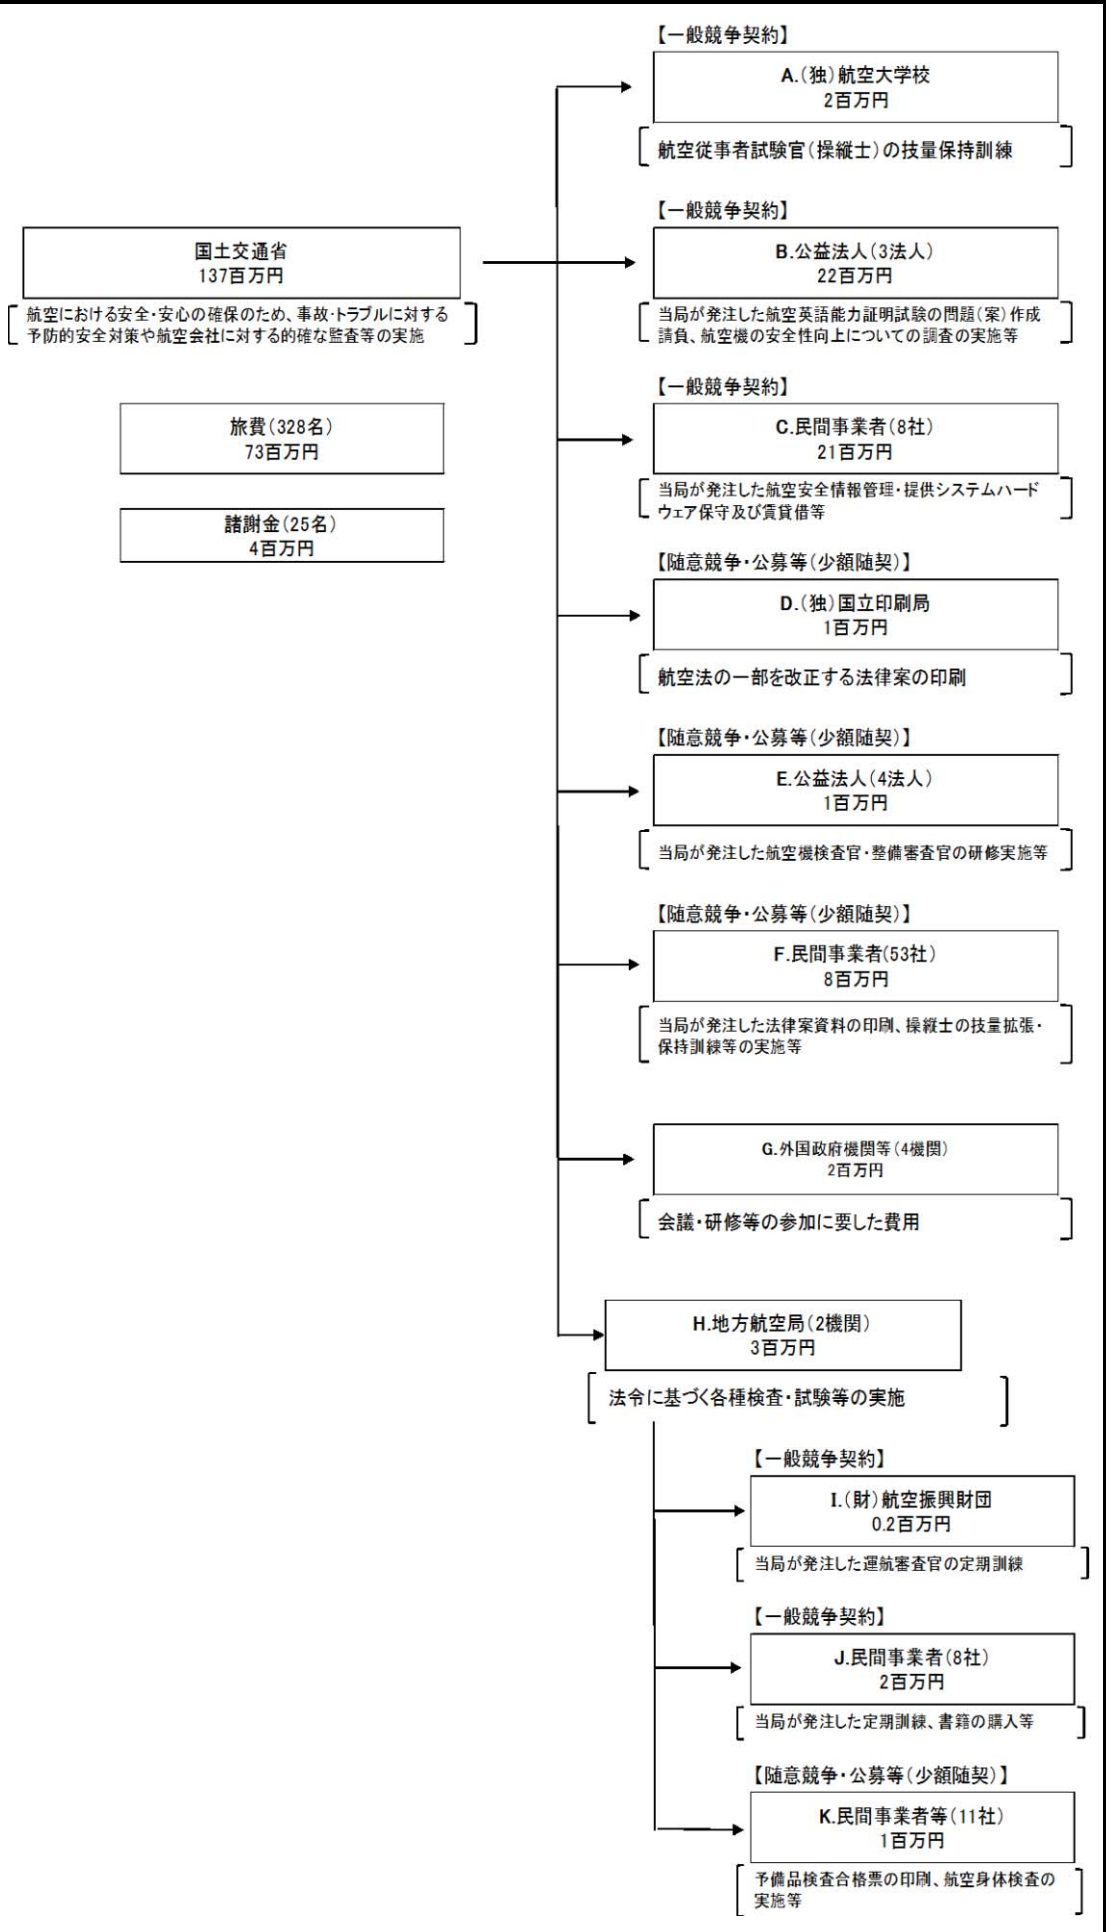 【一般競争契約】
A.(独)航空大学校
2百万円
航空従事者試験官(操縦士)の技量保持訓練
国土交通省
137百万円
航空における安全・安心の確保のため、事故・トラブルに対する
予防的安全対策や航空会社に対する的確な監査等の実施
【一般競争契約】
B.公益法人(3法人)
22百万円
当局が発注した航空英語能力証明試験の問題(案)作成
請負、航空機の安全性向上についての調査の実施等
旅費(328名)
73百万円
諸謝金(25名)
4百万円
【一般競争契約】
C.民間事業者(8社)
21百万円
当局が発注した航空安全情報管理・提供システムハード
ウェア保守及び賃貸借等
【随意競争・公募等(少額随契)】
D.(独)国立印刷局
1百万円
航空法の一部を改正する法律案の印刷
【随意競争・公募等(少額随契)】
E.公益法人(4法人)
1百万円
当局が発注した航空機検査官・整備審査官の研修実施等
【随意競争・公募等(少額随契)】
F.民間事業者(53社)
8百万円
当局が発注した法律案資料の印刷、操縦士の技量拡張・
保持訓練等の実施等
G.外国政府機関等(4機関)
2百万円
会議・研修等の参加に要した費用
H.地方航空局(2機関)
3百万円
法令に基づく各種検査・試験等の実施
【一般競争契約】
I.(財)航空振興財団
0.2百万円
当局が発注した運航審査官の定期訓練
【一般競争契約】
J.民間事業者(8社)
2百万円
当局が発注した定期訓練、書籍の購入等
【随意競争・公募等(少額随契)】
K.民間事業者等(11社)
1百万円
予備品検査合格票の印刷、航空身体検査の
実施等